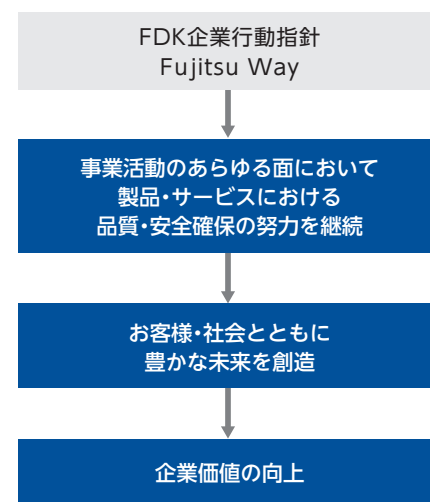 FDK企業行動指針
Fujitsu Way
事業活動のあらゆる面において
製品・サービスにおける
品質・安全確保の努力を継続
お客様・社会とともに
豊かな未来を創造
企業価値の向上